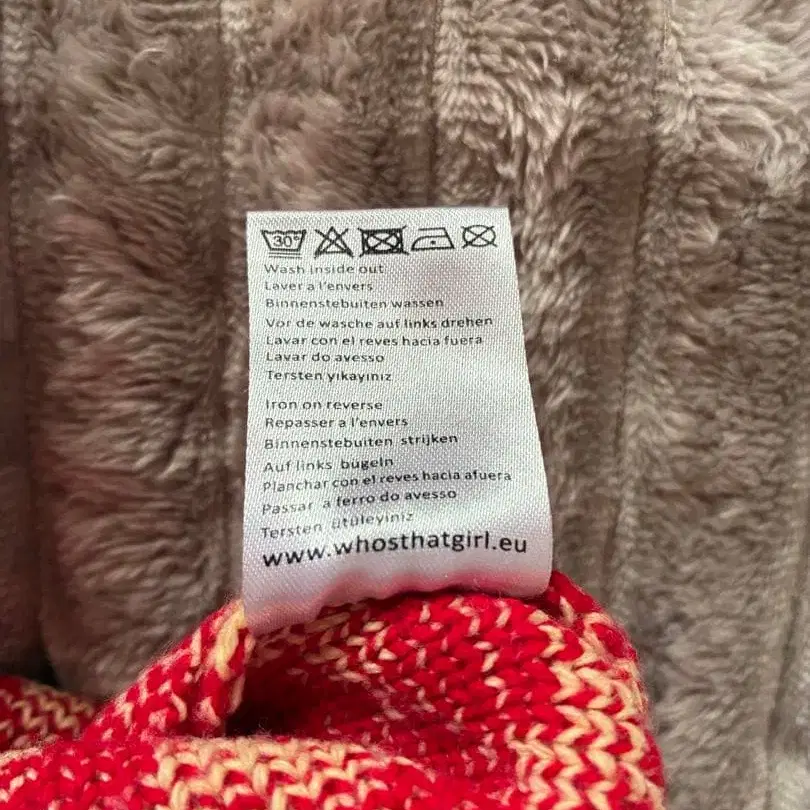 30°
Wash inside out
Laver a l'envers
Binnenstebuiten wassen
Vor de wasche auf links drehen
Lavar con el reves hacia fuera
Lavar do avesso
Tersten yıkayınız
Iron on reverse
Repasser a l'envers
Binnenstebuiten strijken
Auf links bugeln
Planchar con el reves hacia afuera
Passar a ferro do avesso
Tersten ütüleyiniz
www.whosthatgirl.eu